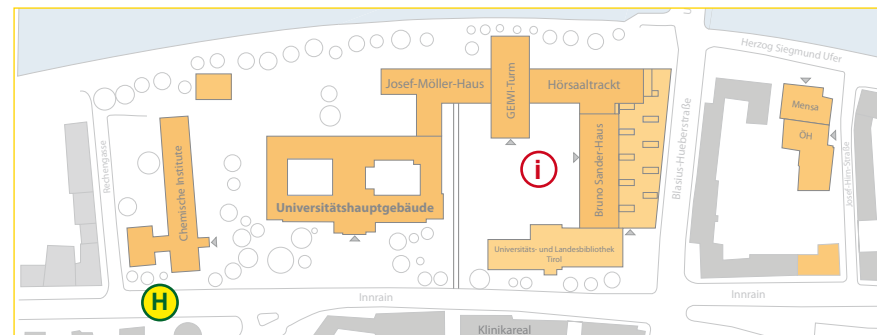 Herzog Siegmund Ufer
Josef-Möller-Haus
GEIWI-Turm
Hörsaaltrackt
Mensa
ÖH
Rechengasse
Chemische Institute
i
Bruno Sander-Haus
Blasius-Hueberstraße
Josef-Hirn-Straße
Universitätshauptgebäude
Universitäts- und Landesbibliothek
Tirol
H
Innrain
Innrain
Klinikareal